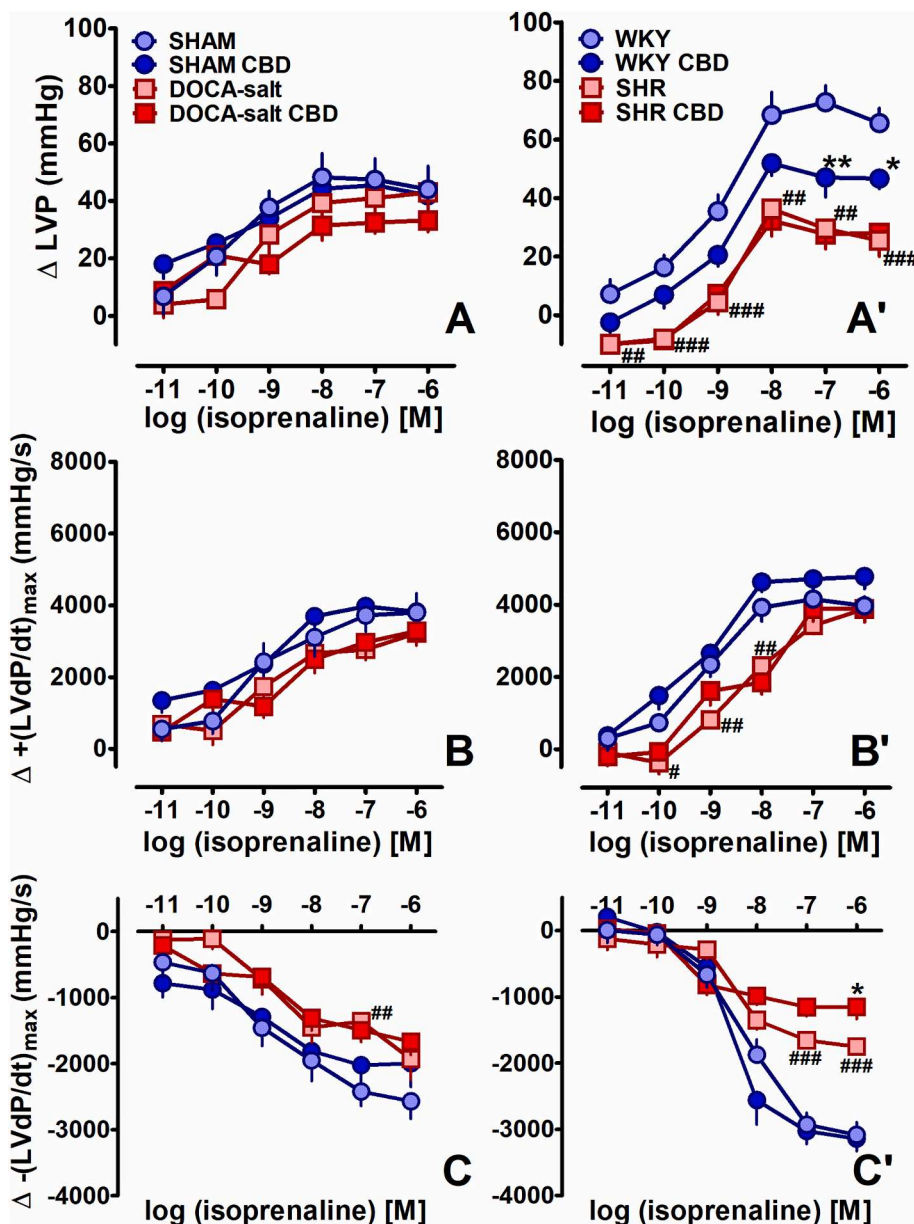 SHAM
SHAM CBD
DOCA-salt
DOCA-salt CBD
Δ LVP (mmHg)
100
80
60
40
20
0
A
-11 -10 -9 -8 -7 -6
log (isoprenaline) [M]
WKY
WKY CBD
SHR
SHR CBD
100
80
60
40
20
0
** *
## ##
###
###
## ###
A'
-11 -10 -9 -8 -7 -6
log (isoprenaline) [M]
Δ +(LVdP/dt)max (mmHg/s)
8000
6000
4000
2000
0
B
-11 -10 -9 -8 -7 -6
log (isoprenaline) [M]
8000
6000
4000
2000
0
##
##
#
B'
-11 -10 -9 -8 -7 -6
log (isoprenaline) [M]
Δ -(LVdP/dt)max (mmHg/s)
-11 -10 -9 -8 -7 -6
0
-1000
-2000
-3000
-4000
##
C
log (isoprenaline) [M]
-11 -10 -9 -8 -7 -6
0
-1000
-2000
-3000
-4000
*
### ###
C'
log (isoprenaline) [M]